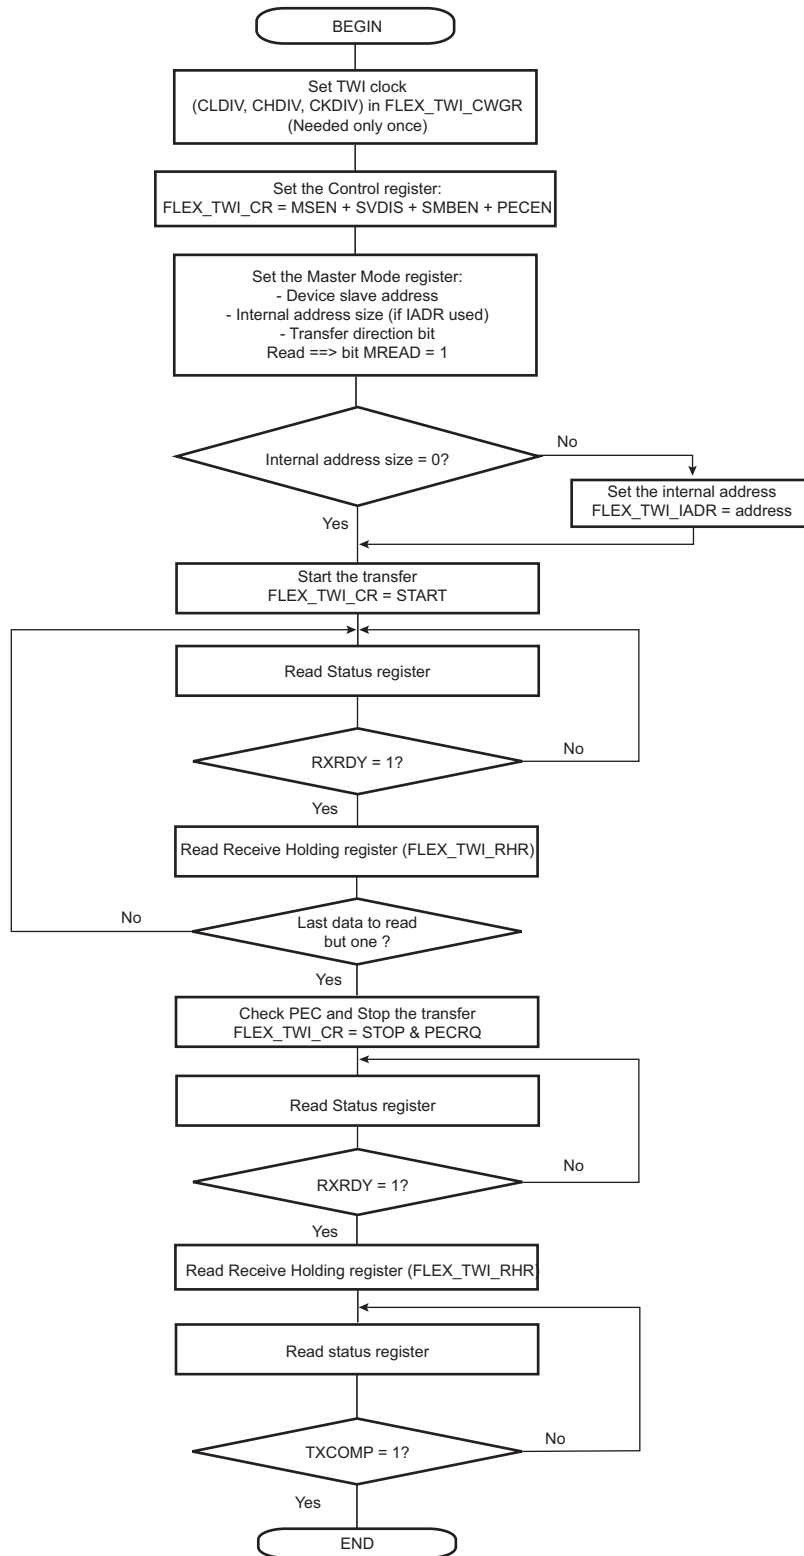 BEGIN
Set TWI clock
(CLDIV, CHDIV, CKDIV) in FLEX_TWI_CWGR
(Needed only once)
Set the Control register:
FLEX_TWI_CR = MSEN + SVDIS + SMBEN + PECEN
Set the Master Mode register:
- Device slave address
- Internal address size (if IADR used)
- Transfer direction bit
Read ==> bit MREAD = 1
Internal address size = 0?
No
Set the internal address
FLEX_TWI_IADR = address
Yes
Start the transfer
FLEX_TWI_CR = START
Read Status register
RXRDY = 1?
No
Yes
Read Receive Holding register (FLEX_TWI_RHR)
Last data to read
but one ?
No
Yes
Check PEC and Stop the transfer
FLEX_TWI_CR = STOP & PECRQ
Read Status register
RXRDY = 1?
No
Yes
Read Receive Holding register (FLEX_TWI_RHR)
Read status register
TXCOMP = 1?
No
Yes
END